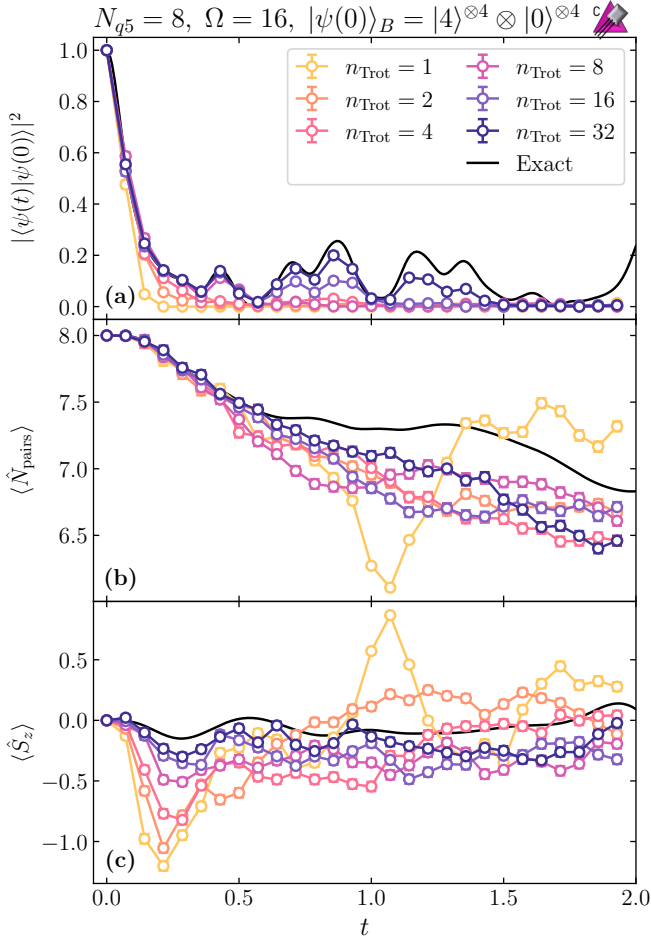 N_{q5} = 8, Ω = 16, |ψ(0)⟩_B = |4⟩^{⊗4} ⊗ |0⟩^{⊗4}
C
|⟨ψ(t)|ψ(0)⟩|^2
1.0
0.8
0.6
0.4
0.2
0.0
n_Trot = 1
n_Trot = 2
n_Trot = 4
n_Trot = 8
n_Trot = 16
n_Trot = 32
Exact
(a)
⟨N̂_pairs⟩
8.0
7.5
7.0
6.5
(b)
⟨Ŝ_z⟩
0.5
0.0
−0.5
−1.0
(c)
0.0 0.5 1.0 1.5 2.0
t